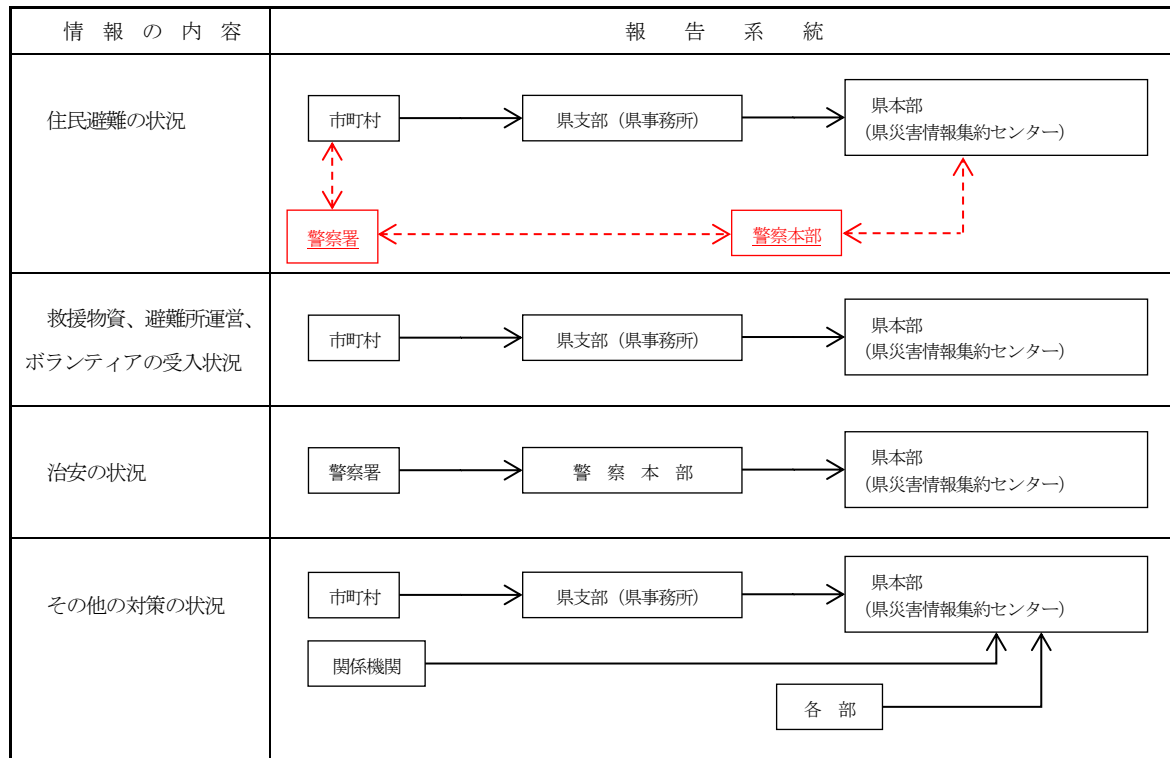 情報の内容
報告系統
住民避難の状況
市町村
県支部（県事務所）
県本部
（県災害情報集約センター）
警察署
警察本部
救援物資、避難所運営、
ボランティアの受入状況
市町村
県支部（県事務所）
県本部
（県災害情報集約センター）
治安の状況
警察署
警察本部
県本部
（県災害情報集約センター）
その他の対策の状況
市町村
県支部（県事務所）
県本部
（県災害情報集約センター）
関係機関
各部